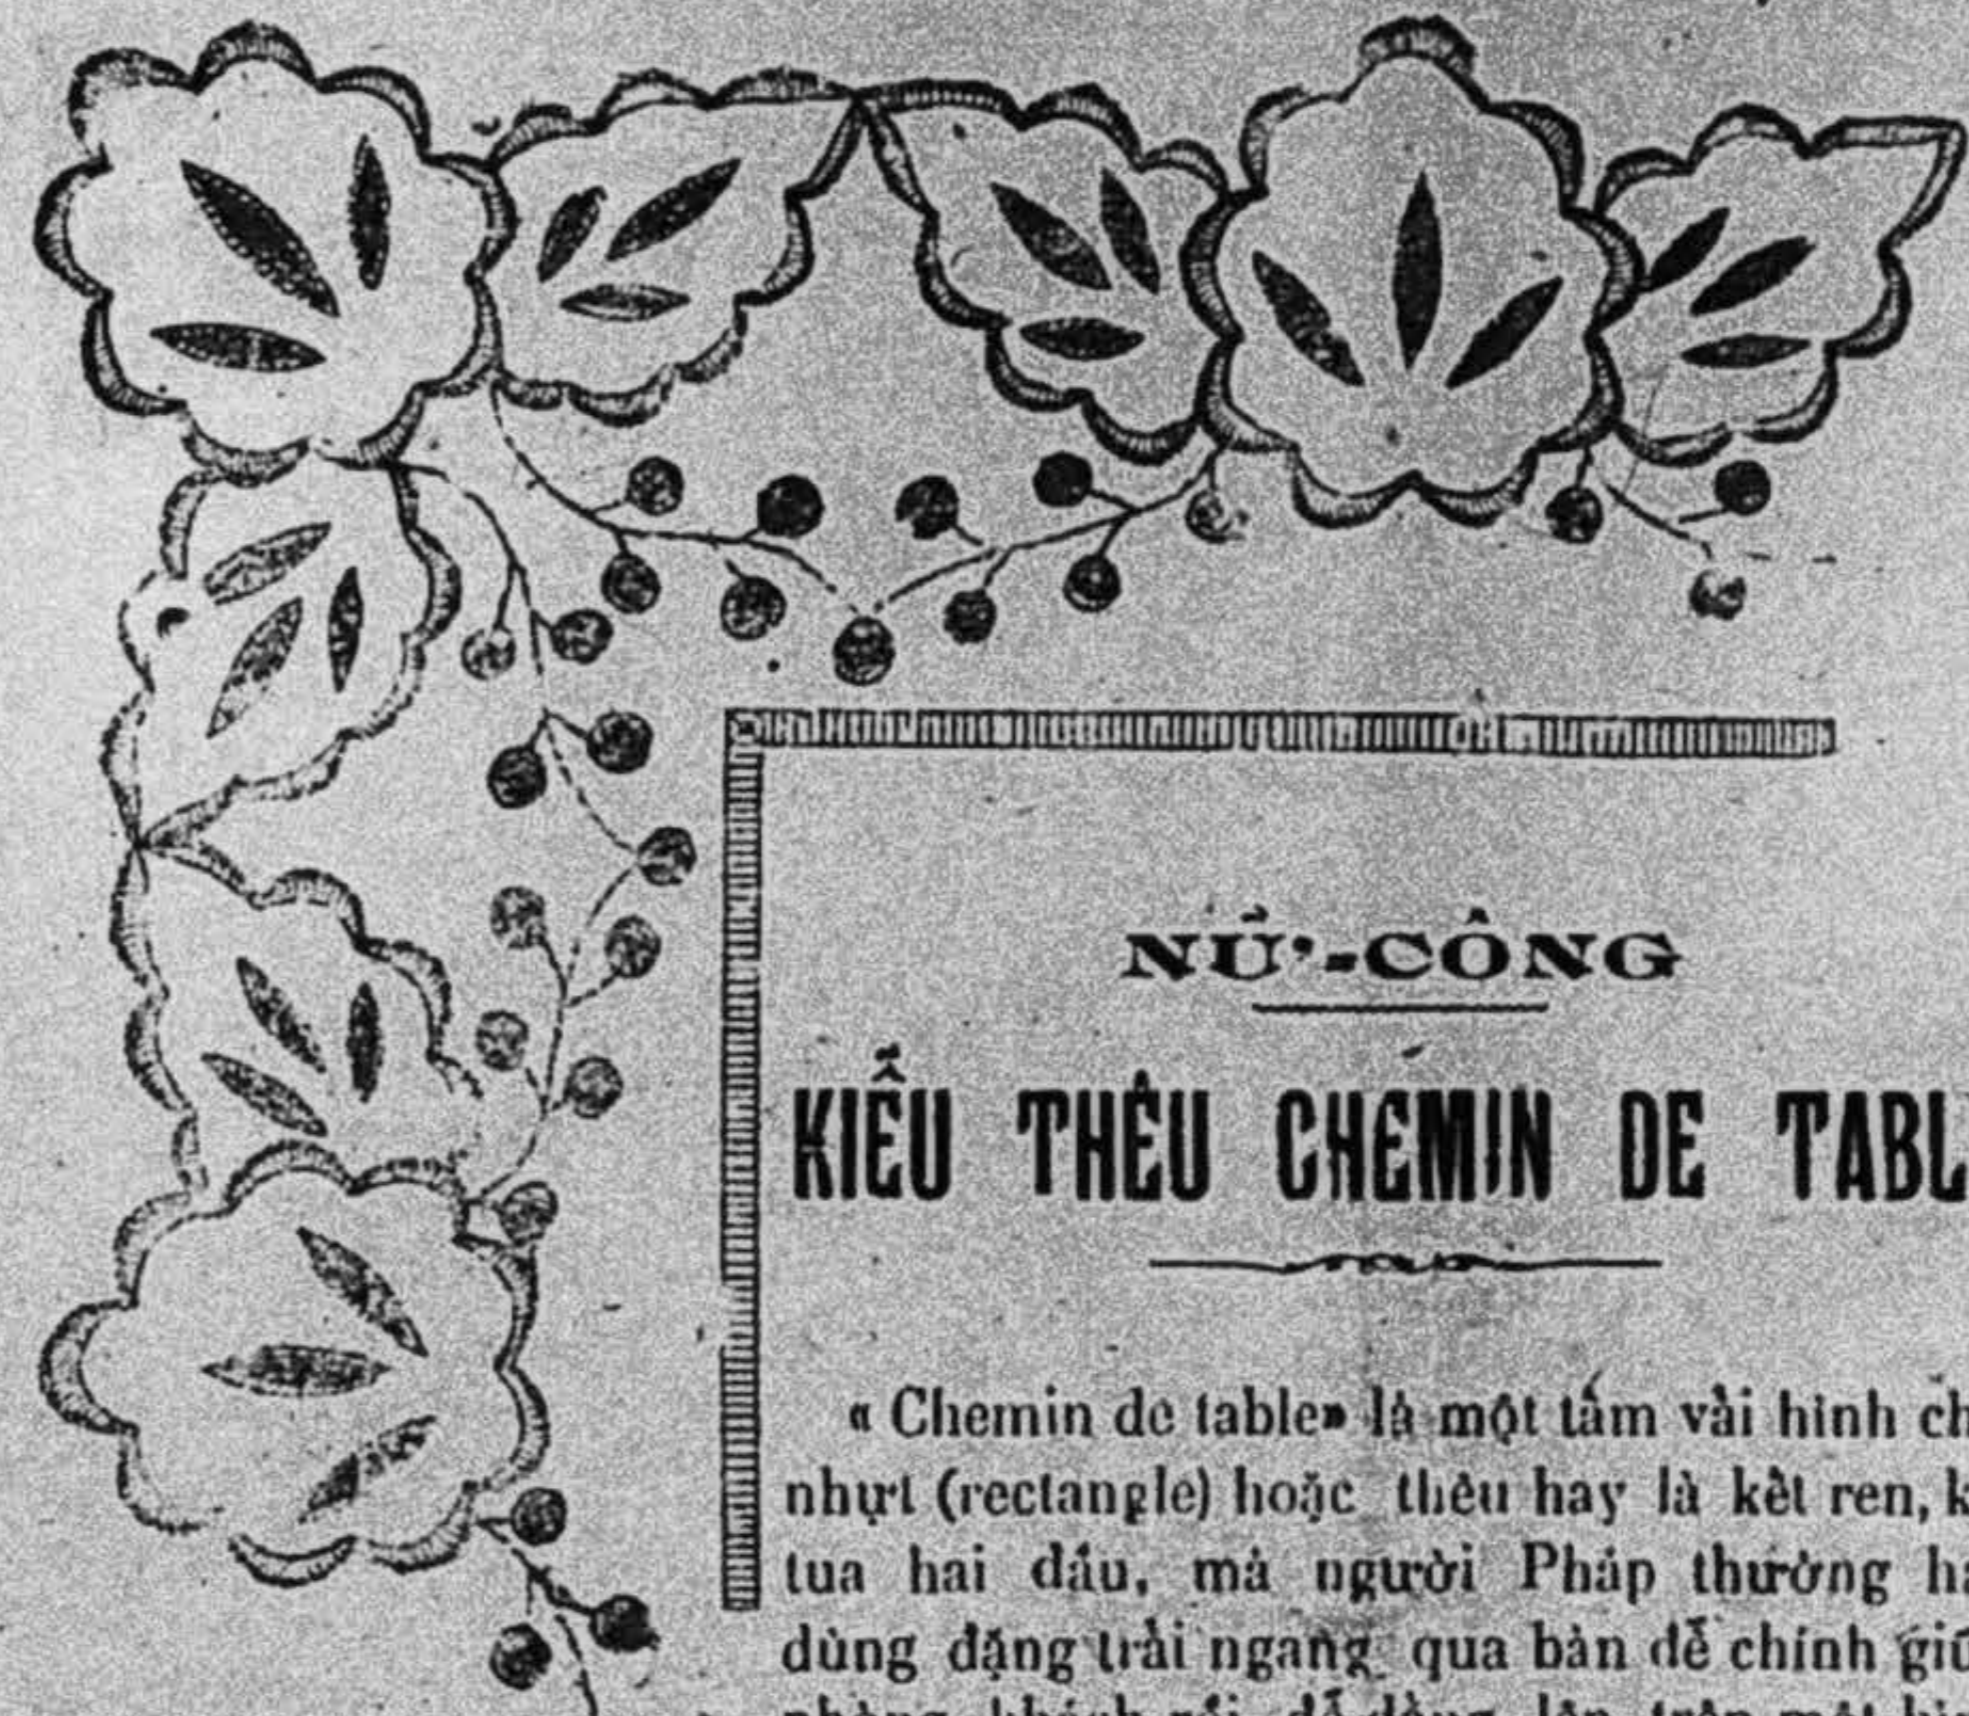 NỮ-CÔNG
KIỂU THÊU CHEMIN DE TABL
« Chemin de table» là một tấm vải hình ch
nhựt (rectangle) hoặc thêu hay là kết ren, k
tua hai đầu, mà người Pháp thường ha
dùng đặng trải ngang qua bàn để chính giữ